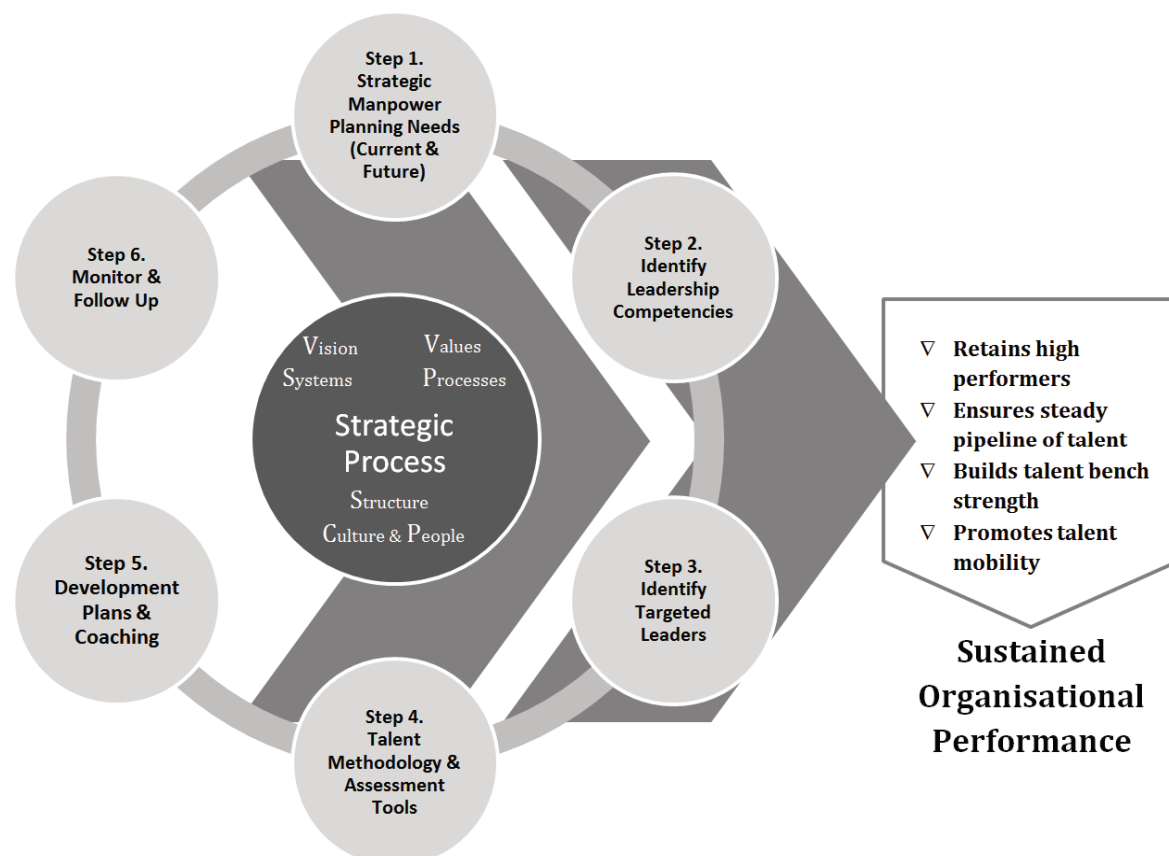 Step 1.
Strategic
Manpower
Planning Needs
(Current &
Future)
Step 2.
Identify
Leadership
Competencies
Step 3.
Identify
Targeted
Leaders
Step 4.
Talent
Methodology &
Assessment
Tools
Step 5.
Development
Plans &
Coaching
Step 6.
Monitor &
Follow Up
Vision Values
Systems Processes
Strategic
Process
Structure
Culture & People
∇ Retains high
performers
∇ Ensures steady
pipeline of talent
∇ Builds talent bench
strength
∇ Promotes talent
mobility
Sustained
Organisational
Performance